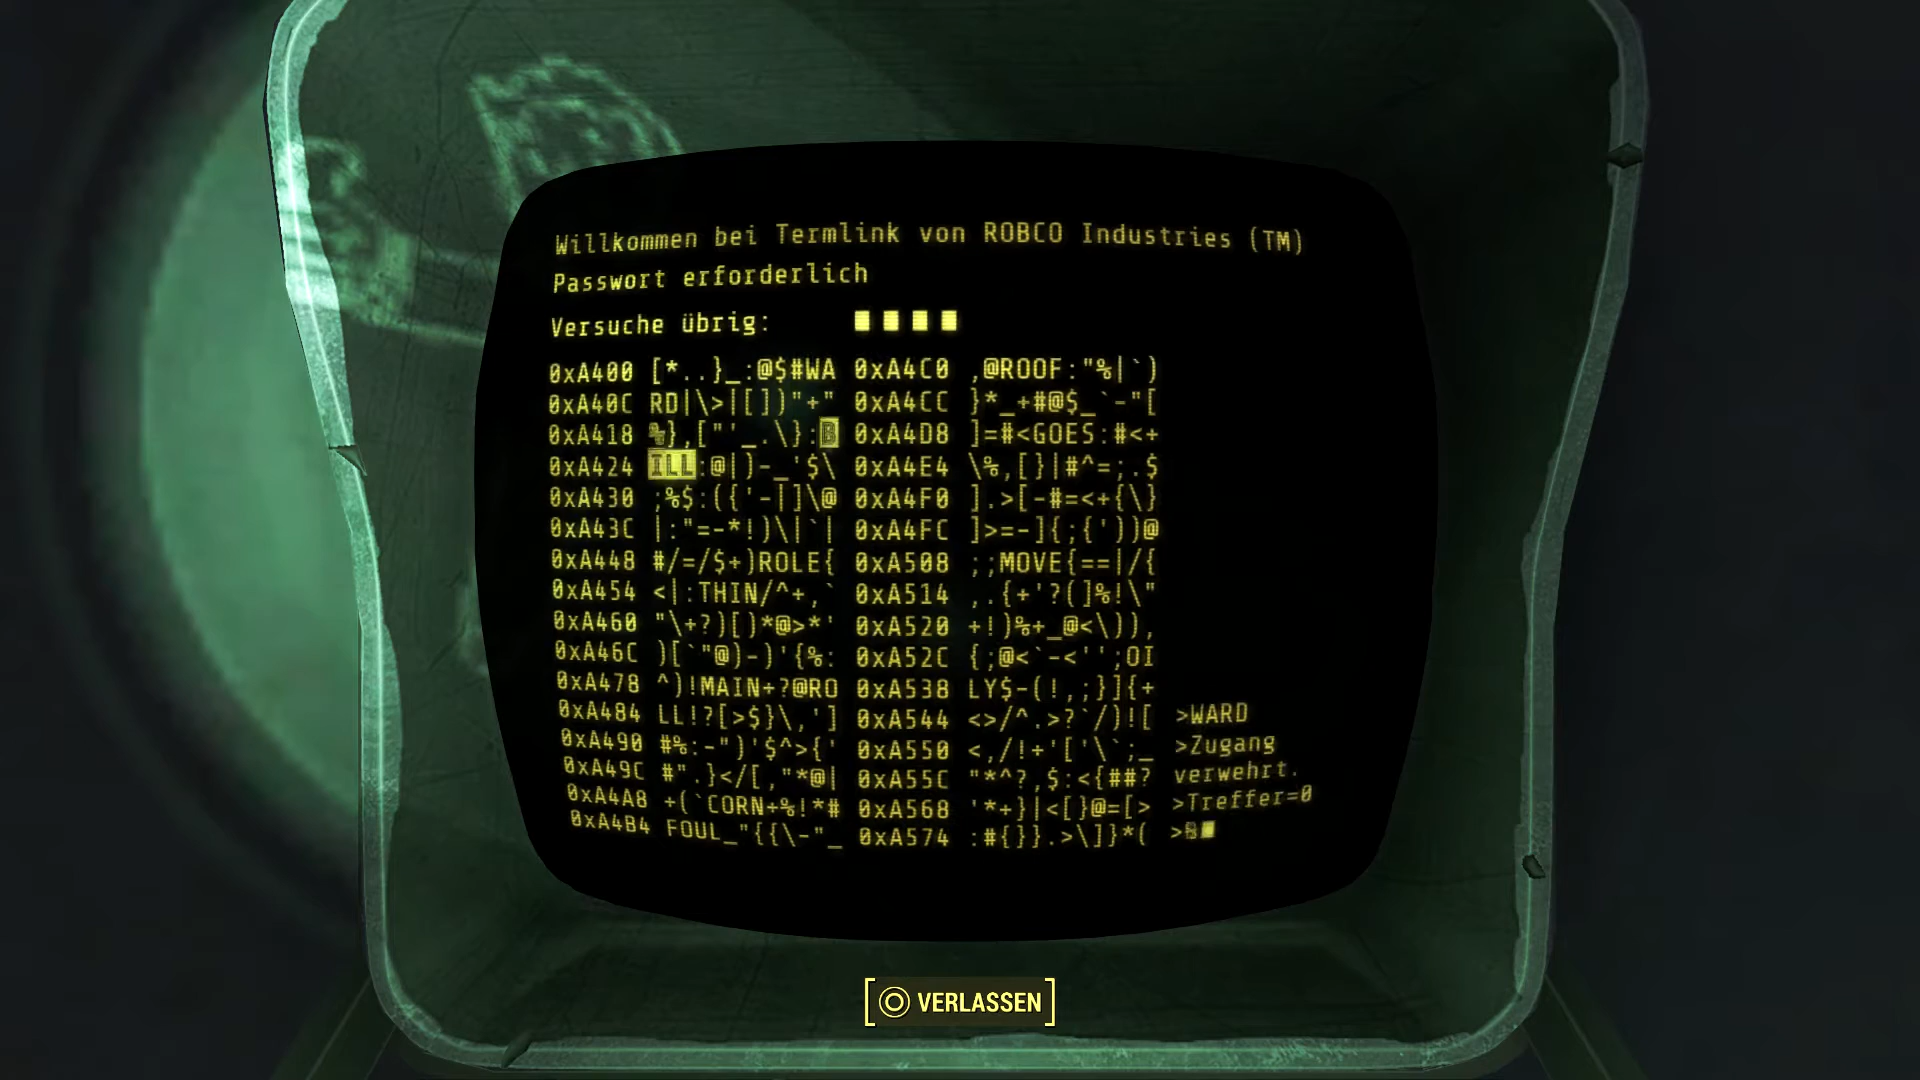 Willkommen bei Termlink von ROBCO Industries (TM)
Passwort erforderlich
Versuche übrig: ■ ■ ■ ■
0xA400 [*..}_:@$#WA 0xA4C0 ,@ROOF:"%|`)
0xA40C RD|\>|[])"+" 0xA4CC }*_+#@$_`-"[
0xA418 %},["'_.\}:B 0xA4D8 ]=#<GOES:#<+
0xA424 ILL:@|)-_'$\ 0xA4E4 \%,[}|#^=;.$
0xA430 ;%$:({'-|]\@ 0xA4F0 ].>[-#=<+{\}
0xA43C |:"=-*!)\|`| 0xA4FC ]>=-]{;{'))@
0xA448 #/=/$+)ROLE{ 0xA508 ;;MOVE{==|/{
0xA454 <|:THIN/^+,` 0xA514 ,.{+'?(]%!\"
0xA460 "\+?)[)*@>*' 0xA520 +!)%+_@<\)),
0xA46C )[`"@)-)'{%: 0xA52C {;@<`-<'';OI
0xA478 ^)!MAIN+?@RO 0xA538 LY$-(!,;}]{+
0xA484 LL!?[>$}\,'] 0xA544 <>/^.>?`/)![
0xA490 #%:-")'$^>{' 0xA550 <,/!+'['\`;_
0xA49C #".}</[,"*@| 0xA55C "*^?,$:<{##?
0xA4A8 +(`CORN+%!*# 0xA568 '*+}|<[}@=[>
0xA4B4 FOUL_"{{\-"_ 0xA574 :#{}}.>\]}*(
>WARD
>Zugang
verwehrt.
>Treffer=0
>B■
VERLASSEN